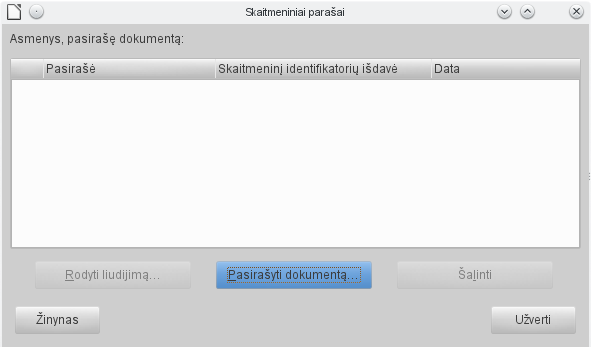 Skaitmeniniai parašai
Asmenys, pasirašę dokumentą:
Pasirašė Skaitmeninį identifikatorių išdavė Data
Rodyti liudijimą... Pasirašyti dokumentą... Šalinti
Žinynas Užverti